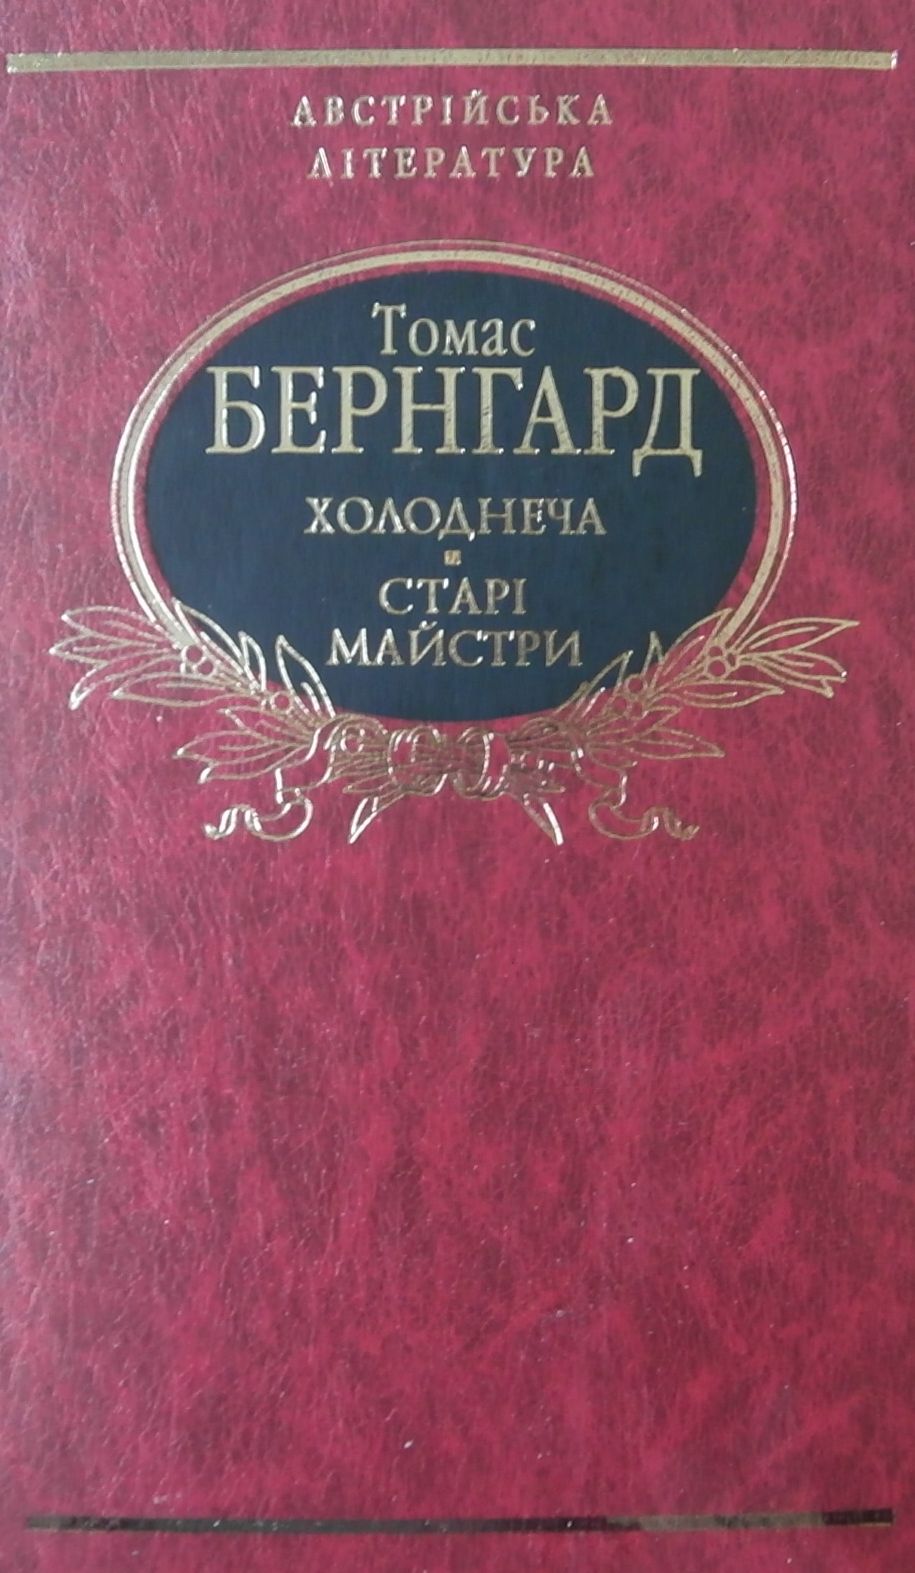 АВСТРІЙСЬКА
ЛІТЕРАТУРА
Томас
БЕРНГАРД
ХОЛОДНЕЧА
СТАРІ
МАЙСТРИ